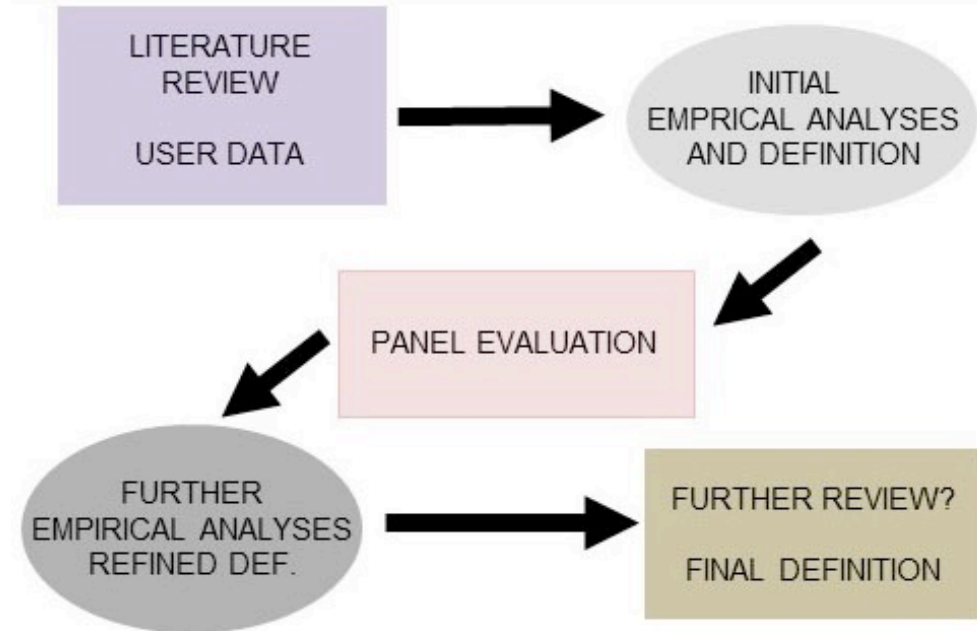 LITERATURE
REVIEW
USER DATA
INITIAL
EMPRICAL ANALYSES
AND DEFINITION
PANEL EVALUATION
FURTHER
EMPIRICAL ANALYSES
REFINED DEF.
FURTHER REVIEW?
FINAL DEFINITION